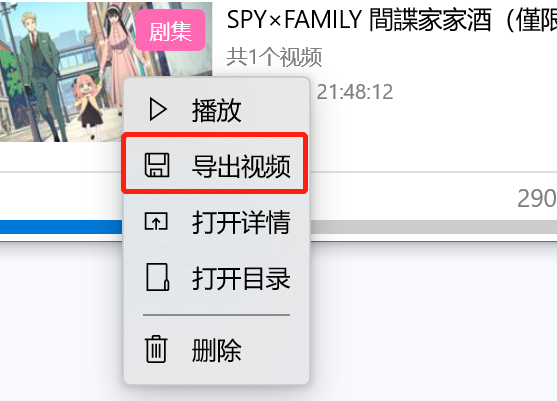 剧集
SPY×FAMILY 間諜家家酒（僅限
共1个视频
21:48:12
播放
导出视频
290
打开详情
打开目录
删除